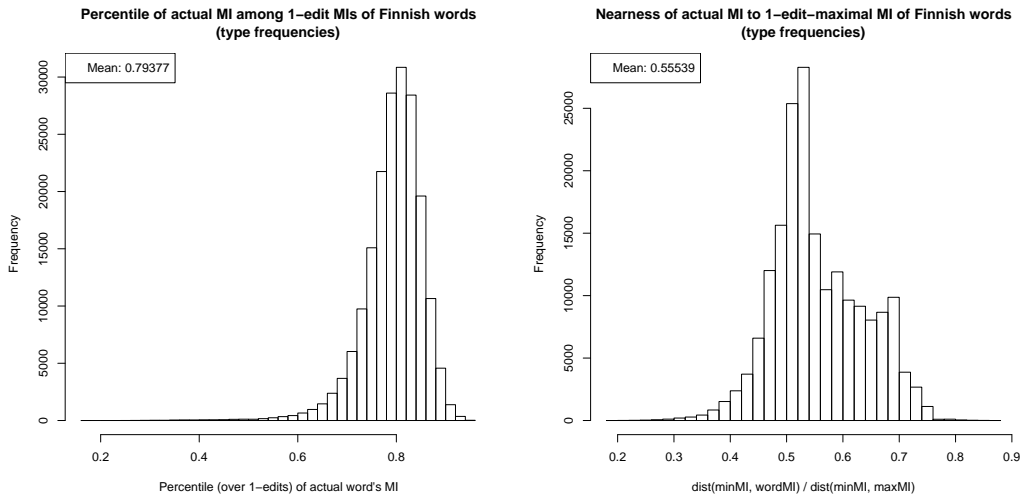 Percentile of actual MI among 1−edit MIs of Finnish words
(type frequencies)
Mean: 0.79377
Frequency
30000
25000
20000
15000
10000
5000
0
0.2 0.4 0.6 0.8
Percentile (over 1−edits) of actual word's MI
Nearness of actual MI to 1−edit−maximal MI of Finnish words
(type frequencies)
Mean: 0.55539
Frequency
25000
20000
15000
10000
5000
0
0.2 0.3 0.4 0.5 0.6 0.7 0.8 0.9
dist(minMI, wordMI) / dist(minMI, maxMI)